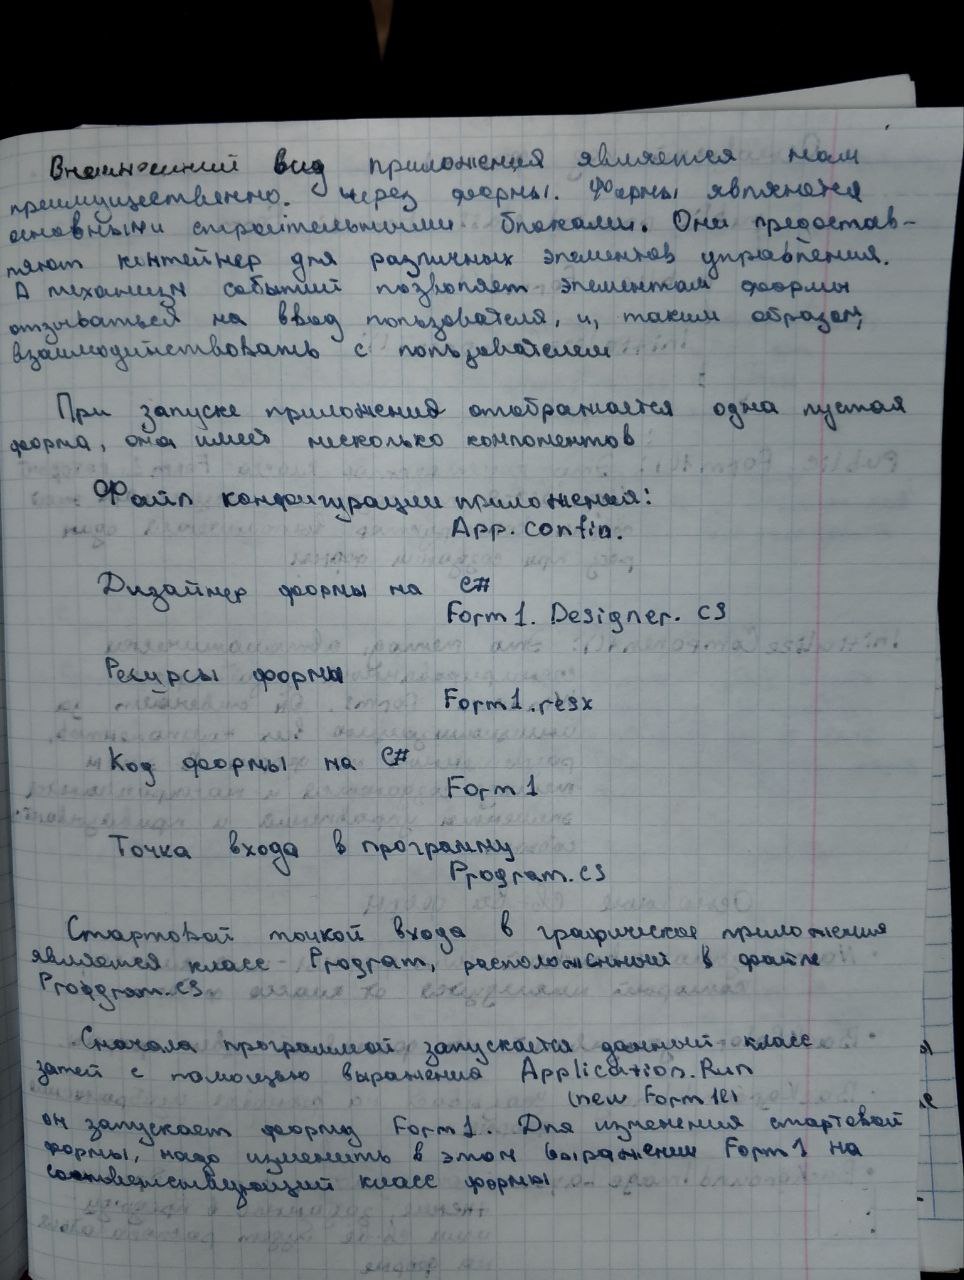 Внешний вид приложения является нам
преимущественно. через формы. Формы являются
основными строительными блоками. Они предостав-
ляют контейнер для различных элементов управления.
А механизм событий позволяет элементам формы
отзываться на ввод пользователя, и, таким образом,
взаимодействовать с пользователем
При запуске приложения отображается одна пустая
форма, она имеет несколько компонентов
Файл конфигурации приложения:
App.config.
Дизайнер формы на C#
Form1. Designer. cs
Ресурсы формы
Form1.resx
Код формы на C#
Form1
Точка входа в программу
Program.cs
Стартовой точкой входа в графическое приложения
является класс Program, расположенный в файле
Program.cs
Сначала программой запускается данный класс
затем с помощью выражения Application.Run
(new Form1())
он запускает форму Form1. Для изменения стартовой
формы, надо изменить в этом выражении Form1 на
соответствующий класс формы